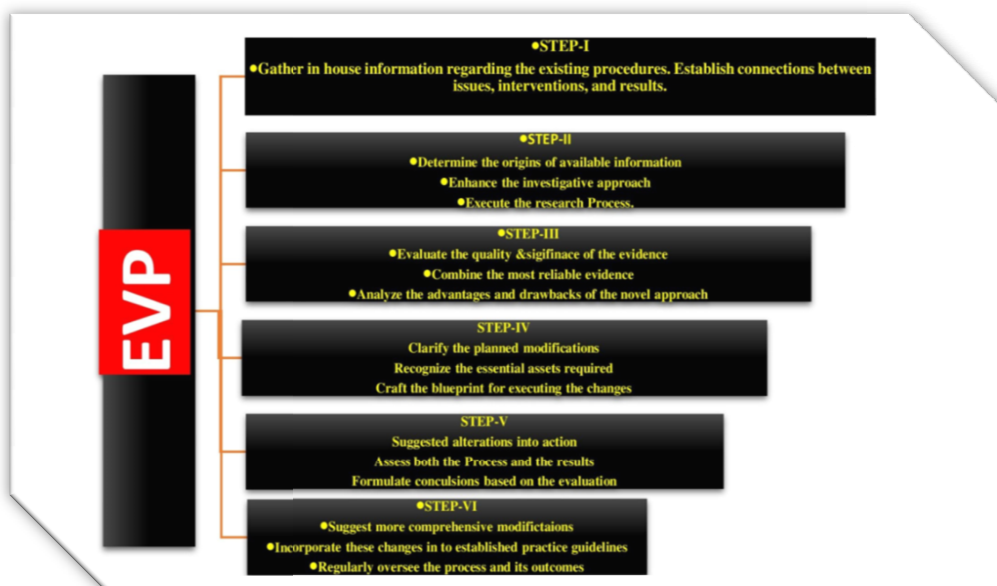 EVP
•STEP-I
•Gather in house information regarding the existing procedures. Establish connections between
issues, interventions, and results.
•STEP-II
•Determine the origins of available information
•Enhance the investigative approach
•Execute the research Process.
•STEP-III
•Evaluate the quality &sigifinace of the evidence
•Combine the most reliable evidence
•Analyze the advantages and drawbacks of the novel approach
STEP-IV
Clarify the planned modifications
Recognize the essential assets required
Craft the blueprint for executing the changes
STEP-V
Suggested alterations into action
Assess both the Process and the results
Formulate conculsions based on the evaluation
•STEP-VI
•Suggest more comprehensive modifictaions
•Incorporate these changes in to established practice guidelines
•Regularly oversee the process and its outcomes